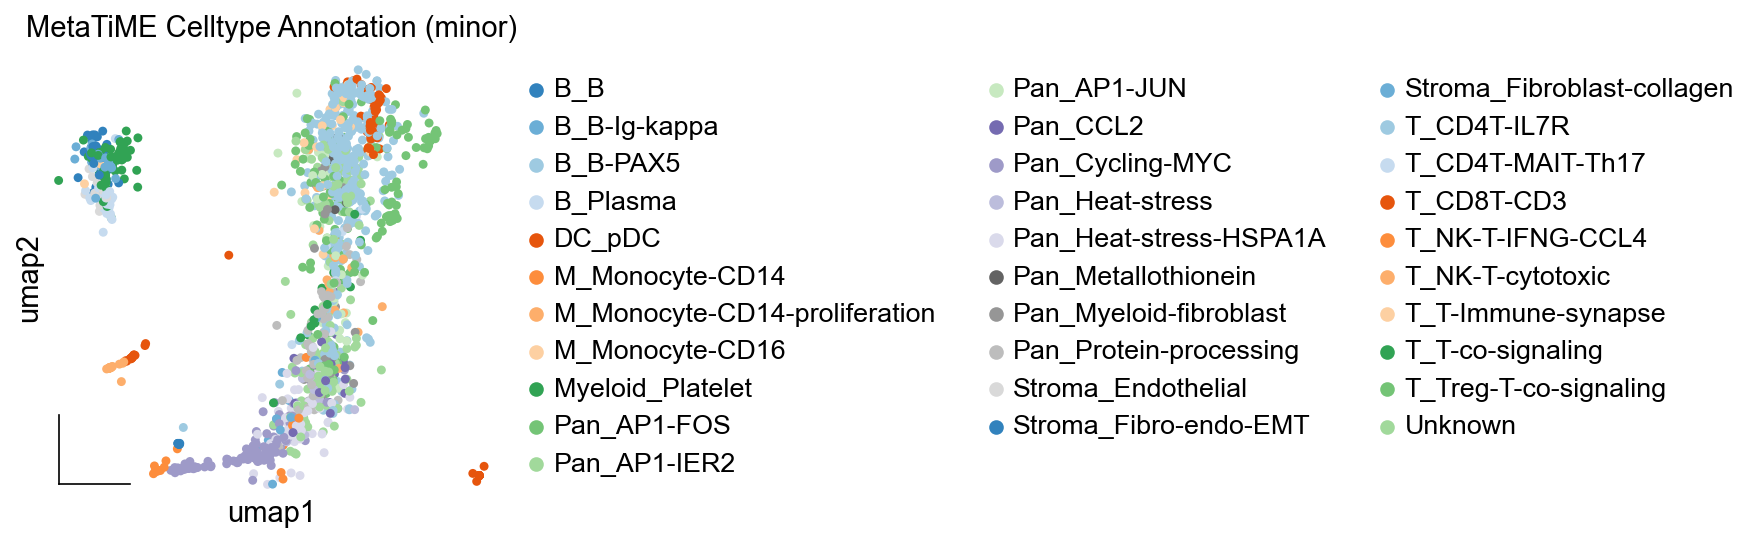 MetaTiME Celltype Annotation (minor)
B_B
B_B-Ig-kappa
B_B-PAX5
B_Plasma
DC_pDC
M_Monocyte-CD14
M_Monocyte-CD14-proliferation
M_Monocyte-CD16
Myeloid_Platelet
Pan_AP1-FOS
Pan_AP1-IER2
Pan_AP1-JUN
Pan_CCL2
Pan_Cycling-MYC
Pan_Heat-stress
Pan_Heat-stress-HSPA1A
Pan_Metallothionein
Pan_Myeloid-fibroblast
Pan_Protein-processing
Stroma_Endothelial
Stroma_Fibro-endo-EMT
Stroma_Fibroblast-collagen
T_CD4T-IL7R
T_CD4T-MAIT-Th17
T_CD8T-CD3
T_NK-T-IFNG-CCL4
T_NK-T-cytotoxic
T_T-Immune-synapse
T_T-co-signaling
T_Treg-T-co-signaling
Unknown
umap2
umap1